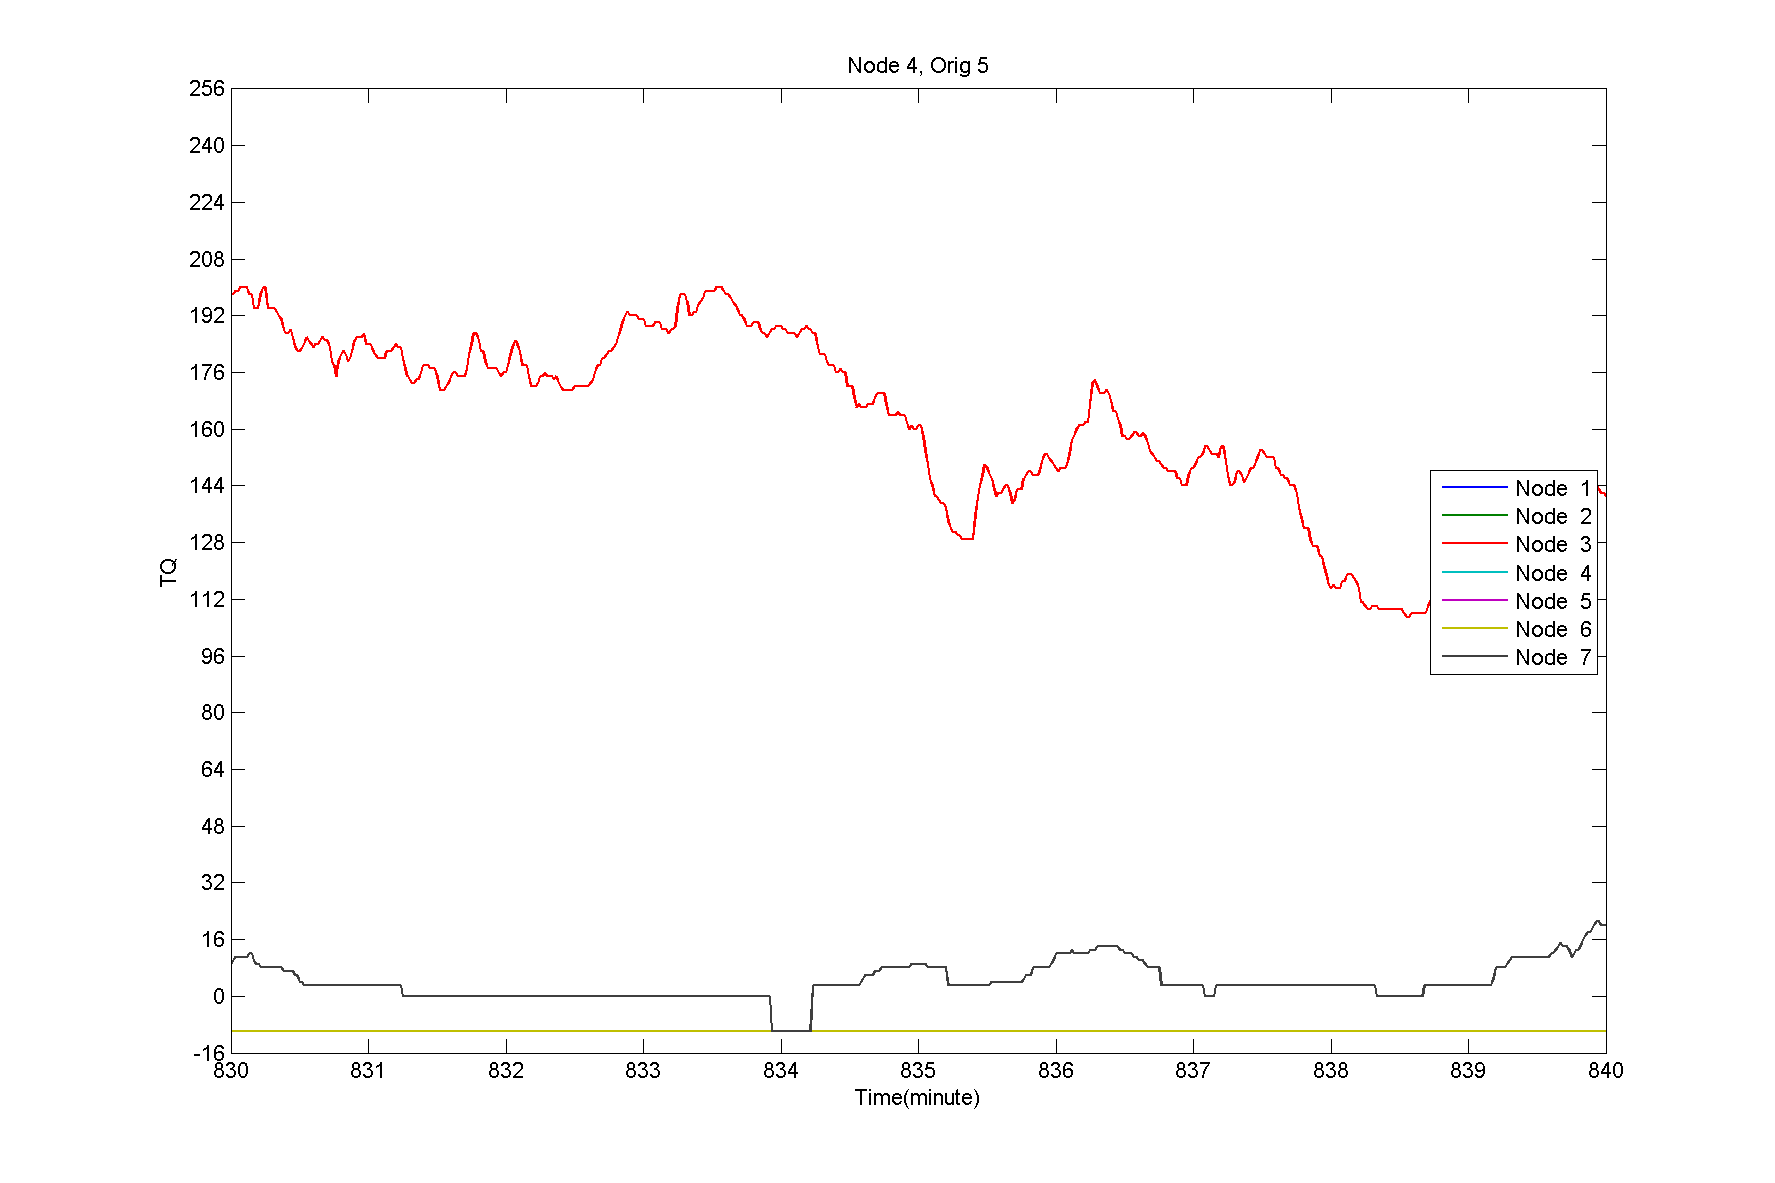 Node 4, Orig 5
256
240
224
208
192
176
160
144
128
112
96
80
64
48
32
16
0
-16
TQ
Node 1
Node 2
Node 3
Node 4
Node 5
Node 6
Node 7
830 831 832 833 834 835 836 837 838 839 840
Time(minute)